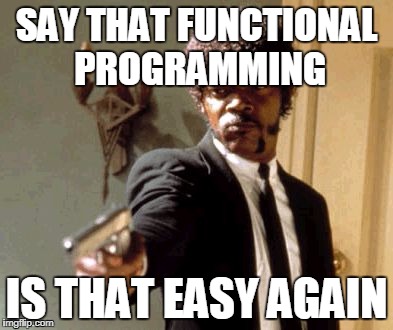 SAY THAT FUNCTIONAL
PROGRAMMING
IS THAT EASY AGAIN
imgflip.com